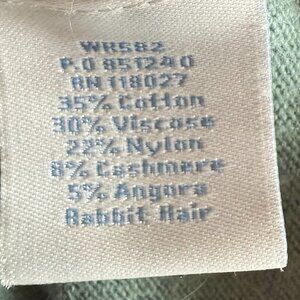 WR582
P.O 851240
RN 118027
35% Cotton
30% Viscose
22% Nylon
8% Cashmere
5% Angora
Rabbit Hair